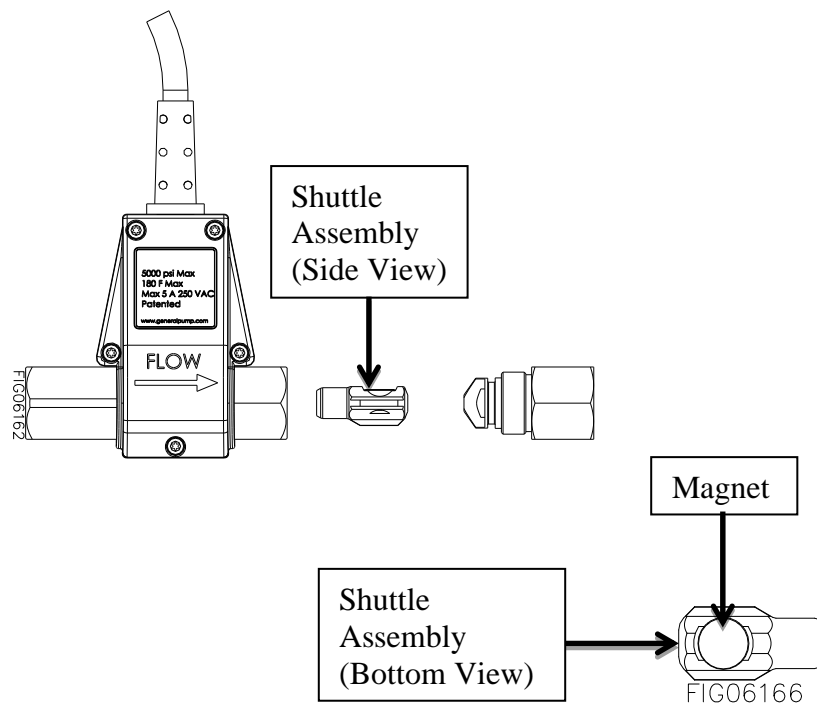 Shuttle
Assembly
(Side View)
5000 psi Max
180 F Max
Max 5 A 250 VAC
Patented
www.generalpump.com
FLOW
FIG06162
Magnet
Shuttle
Assembly
(Bottom View)
FIG06166